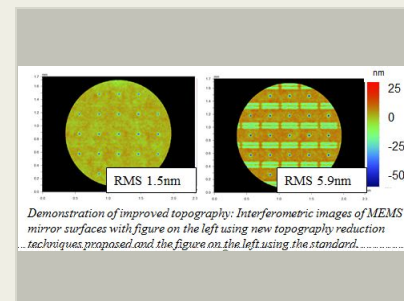 nm
25
0
-25
-50
RMS 1.5nm
RMS 5.9nm
Demonstration of improved topography: Interferometric images of MEMS
mirror surfaces with figure on the left using new topography reduction
techniques proposed and the figure on the left using the standard.